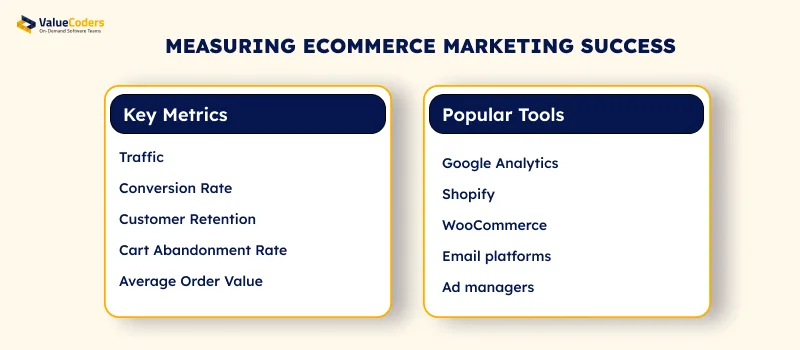 ValueCoders
On-Demand Software Teams
MEASURING ECOMMERCE MARKETING SUCCESS
Key Metrics
Traffic
Conversion Rate
Customer Retention
Cart Abandonment Rate
Average Order Value
Popular Tools
Google Analytics
Shopify
WooCommerce
Email platforms
Ad managers